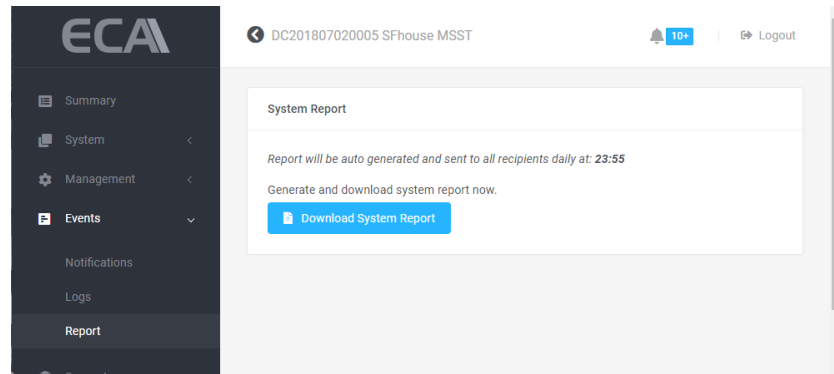 ECA
DC201807020005 SFhouse MSST
10+
Logout
Summary
System
Management
Events
Notifications
Logs
Report
System Report
Report will be auto generated and sent to all recipients daily at: 23:55
Generate and download system report now.
Download System Report